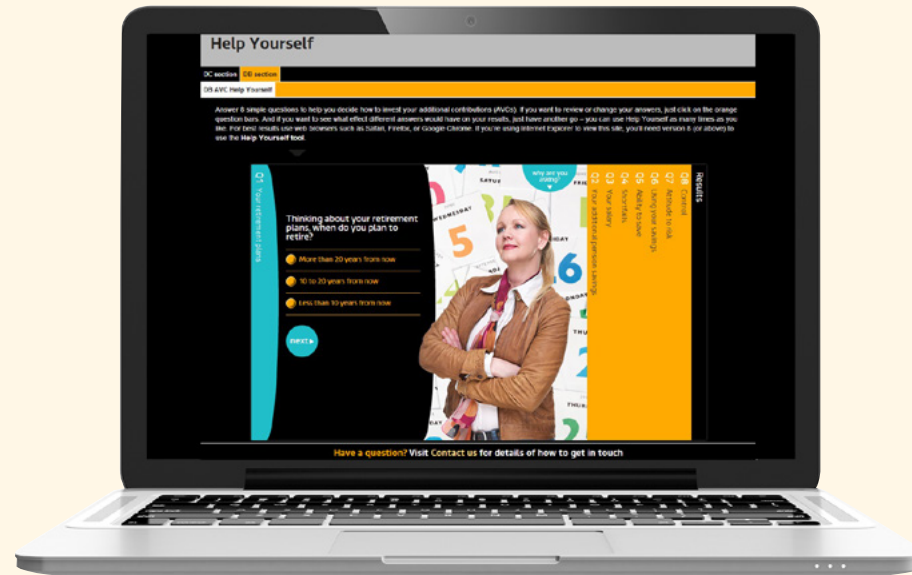 Help Yourself
DC section DB section
DB AVC Help Yourself
Answer 8 simple questions to help you decide how to invest your additional contributions (AVCs). If you want to review or change your answers, just click on the orange
question bars. And if you want to see what effect different answers would have on your results, just have another go – you can use Help Yourself as many times as you
like. For best results use web browsers such as Safari, Firefox, or Google Chrome. If you're using Internet Explorer to view this site, you'll need version 8 (or above) to
use the Help Yourself tool.
Q1 Your retirement plans
Thinking about your retirement
plans, when do you plan to
retire?
More than 20 years from now
10 to 20 years from now
Less than 10 years from now
next
why are you
asking?
WEDNESDAY
5
6
2
Q2 Your additional pension savings
Q3 Your salary
Q4 Shortfalls
Q5 Ability to save
Q6 Using your savings
Q7 Attitude to risk
Q8 Control
Results
Have a question? Visit Contact us for details of how to get in touch